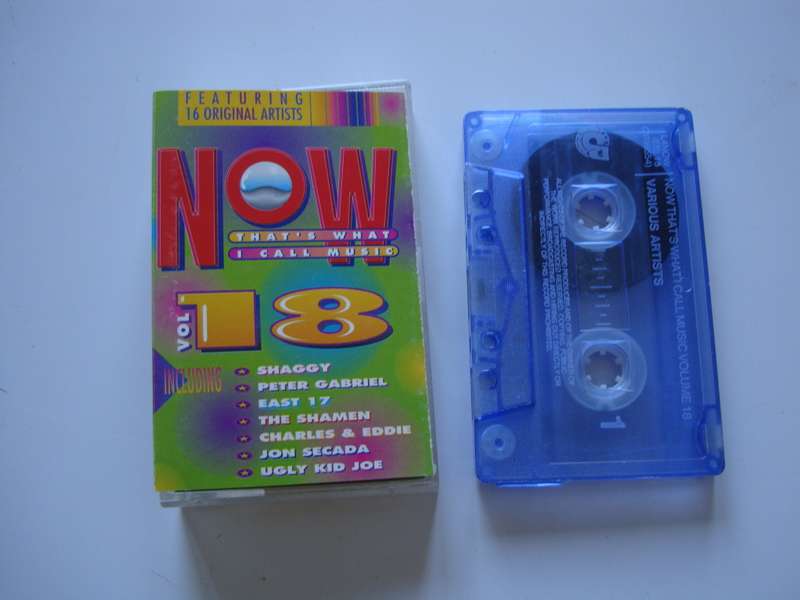 FEATURING
16 ORIGINAL ARTISTS
NOW
THAT'S WHAT
I CALL MUSIC
VOL 18
INCLUDING
SHAGGY
PETER GABRIEL
EAST 17
THE SHAMEN
CHARLES & EDDIE
JON SECADA
UGLY KID JOE
NOW THAT'S WHAT I CALL MUSIC VOLUME 18
VARIOUS ARTISTS
1